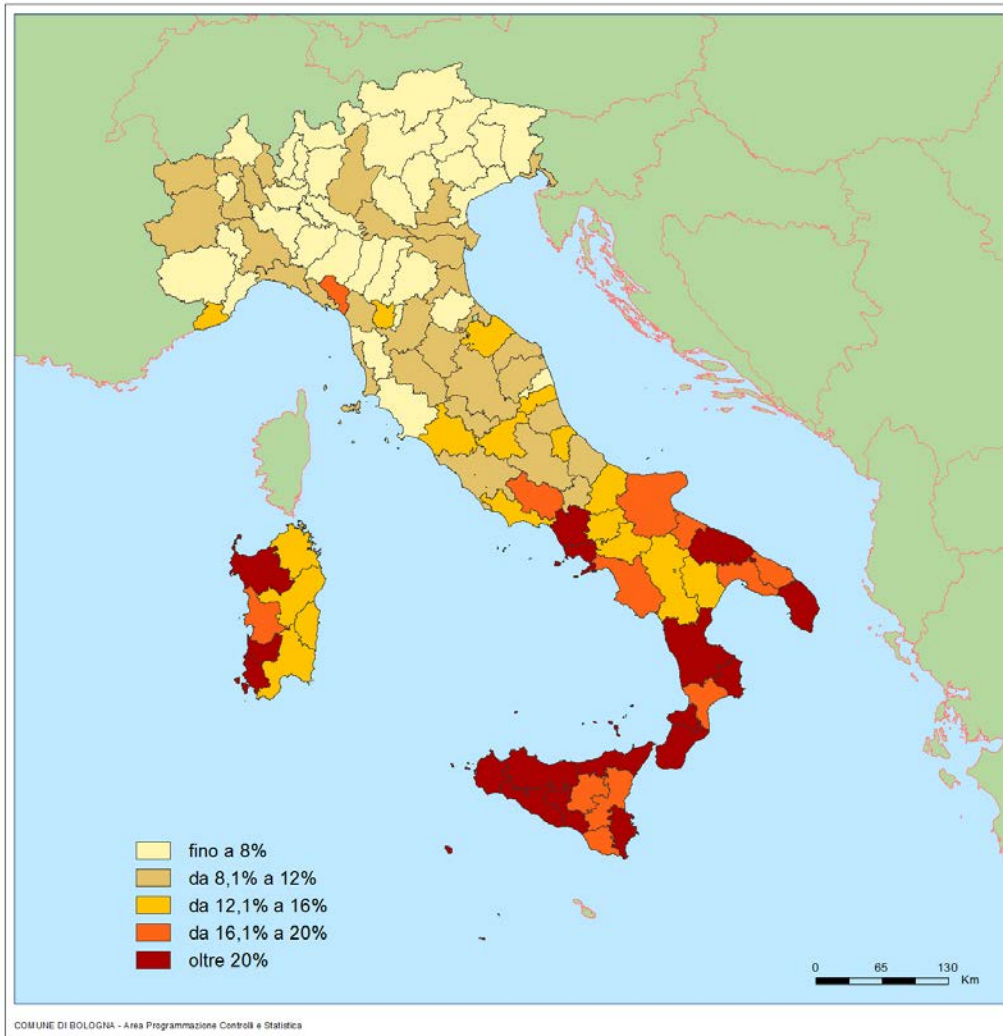 fino a 8%
da 8,1% a 12%
da 12,1% a 16%
da 16,1% a 20%
oltre 20%
0 65 130
Km
COMUNE DI BOLOGNA - Area Programmazione Controlli e Statistica